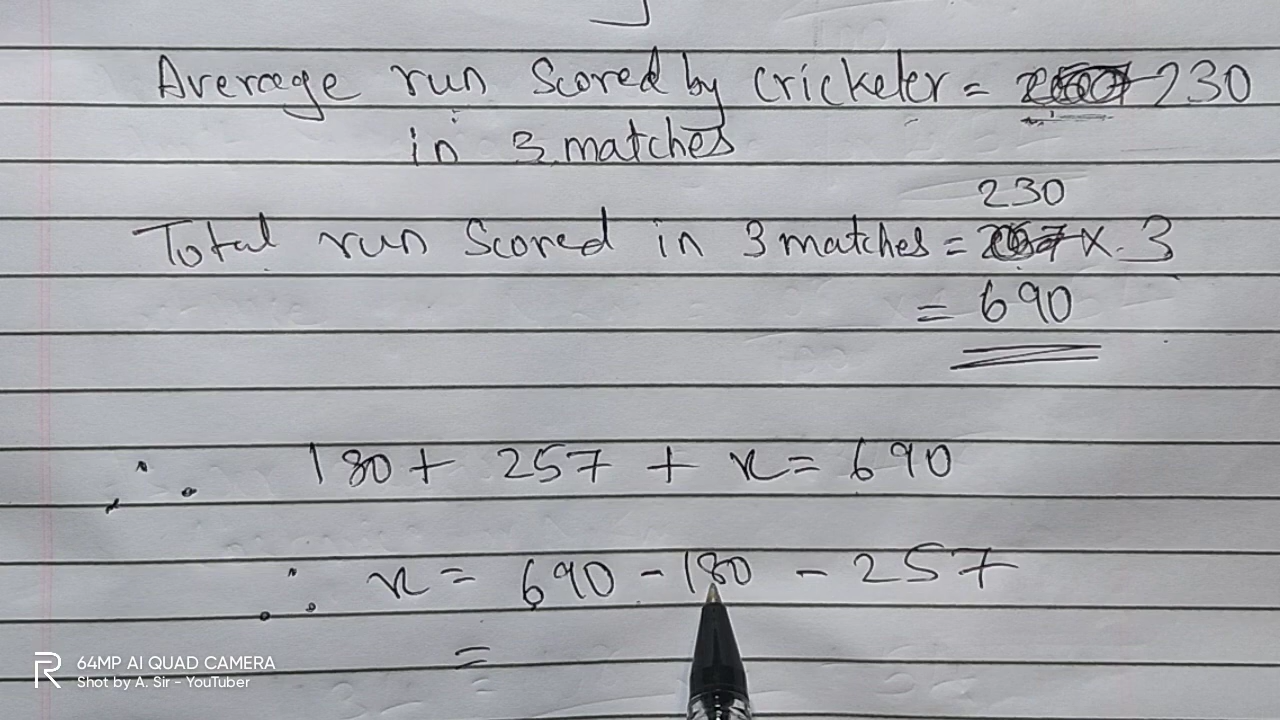 Average run Scored by cricketer = 230
in 3 matches
230
Total run Scored in 3 matches = × 3
= 690
∴ 180 + 257 + x = 690
∴ x = 690 - 180 - 257
=
64MP AI QUAD CAMERA
Shot by A. Sir - YouTuber